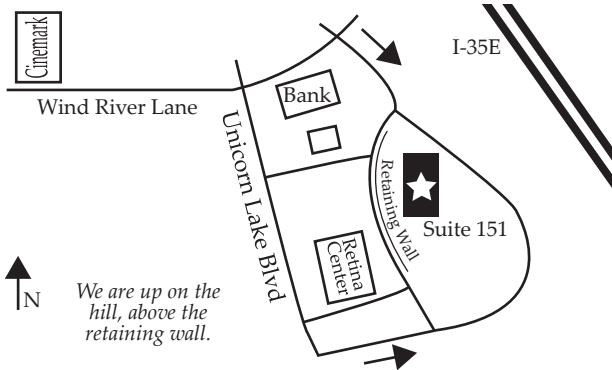 Cinemark
I-35E
Bank
Wind River Lane
Unicorn Lake Blvd
Retaining Wall
Suite 151
Retina
Center
N
We are up on the
hill, above the
retaining wall.